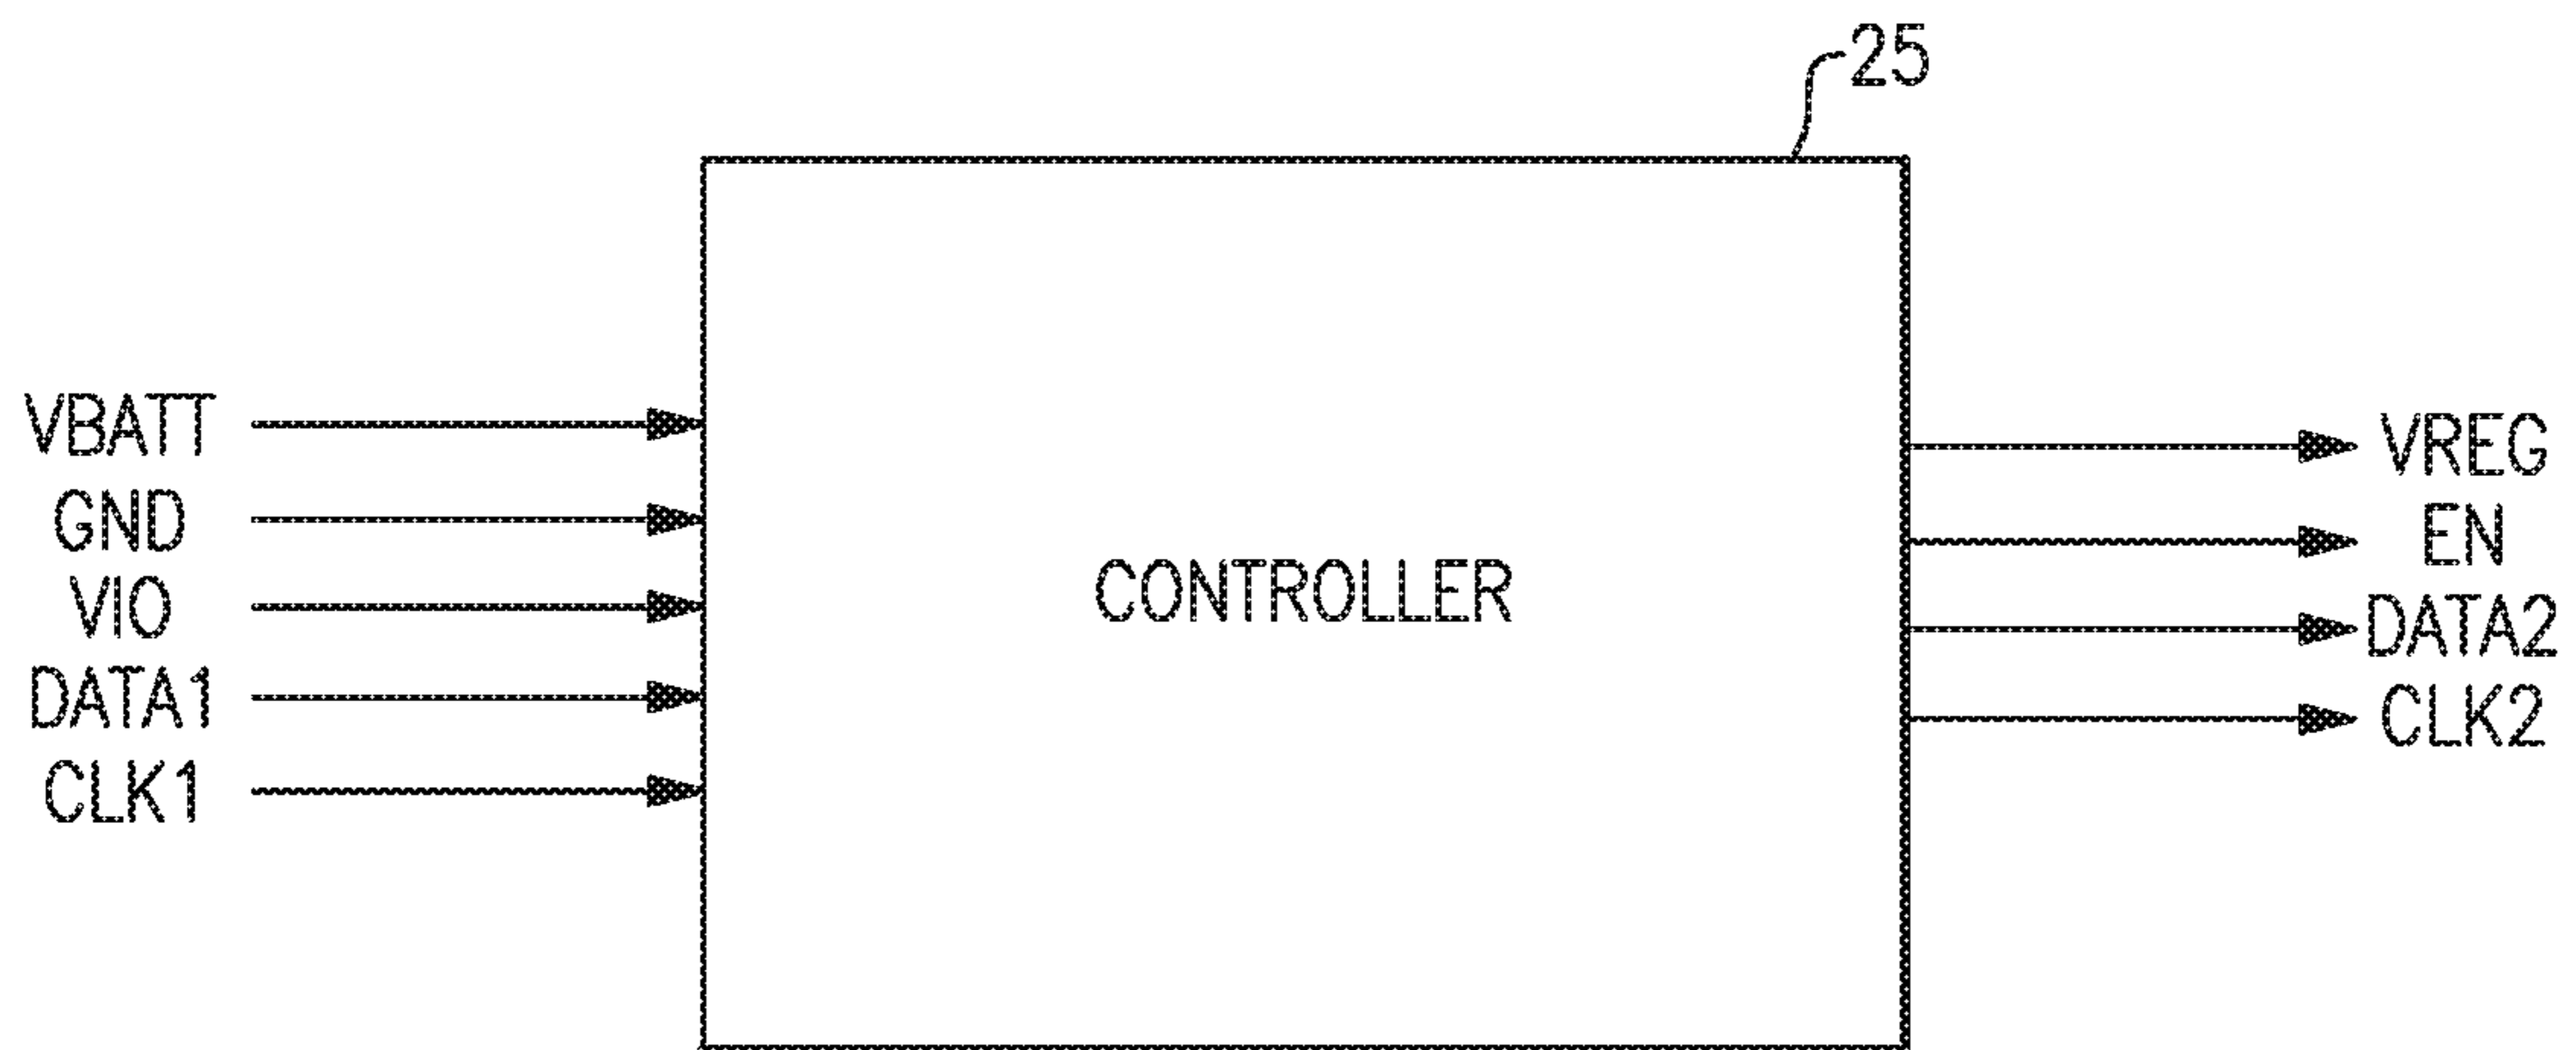 25
VBATT
GND
VIO
DATA1
CLK1
CONTROLLER
VREG
EN
DATA2
CLK2